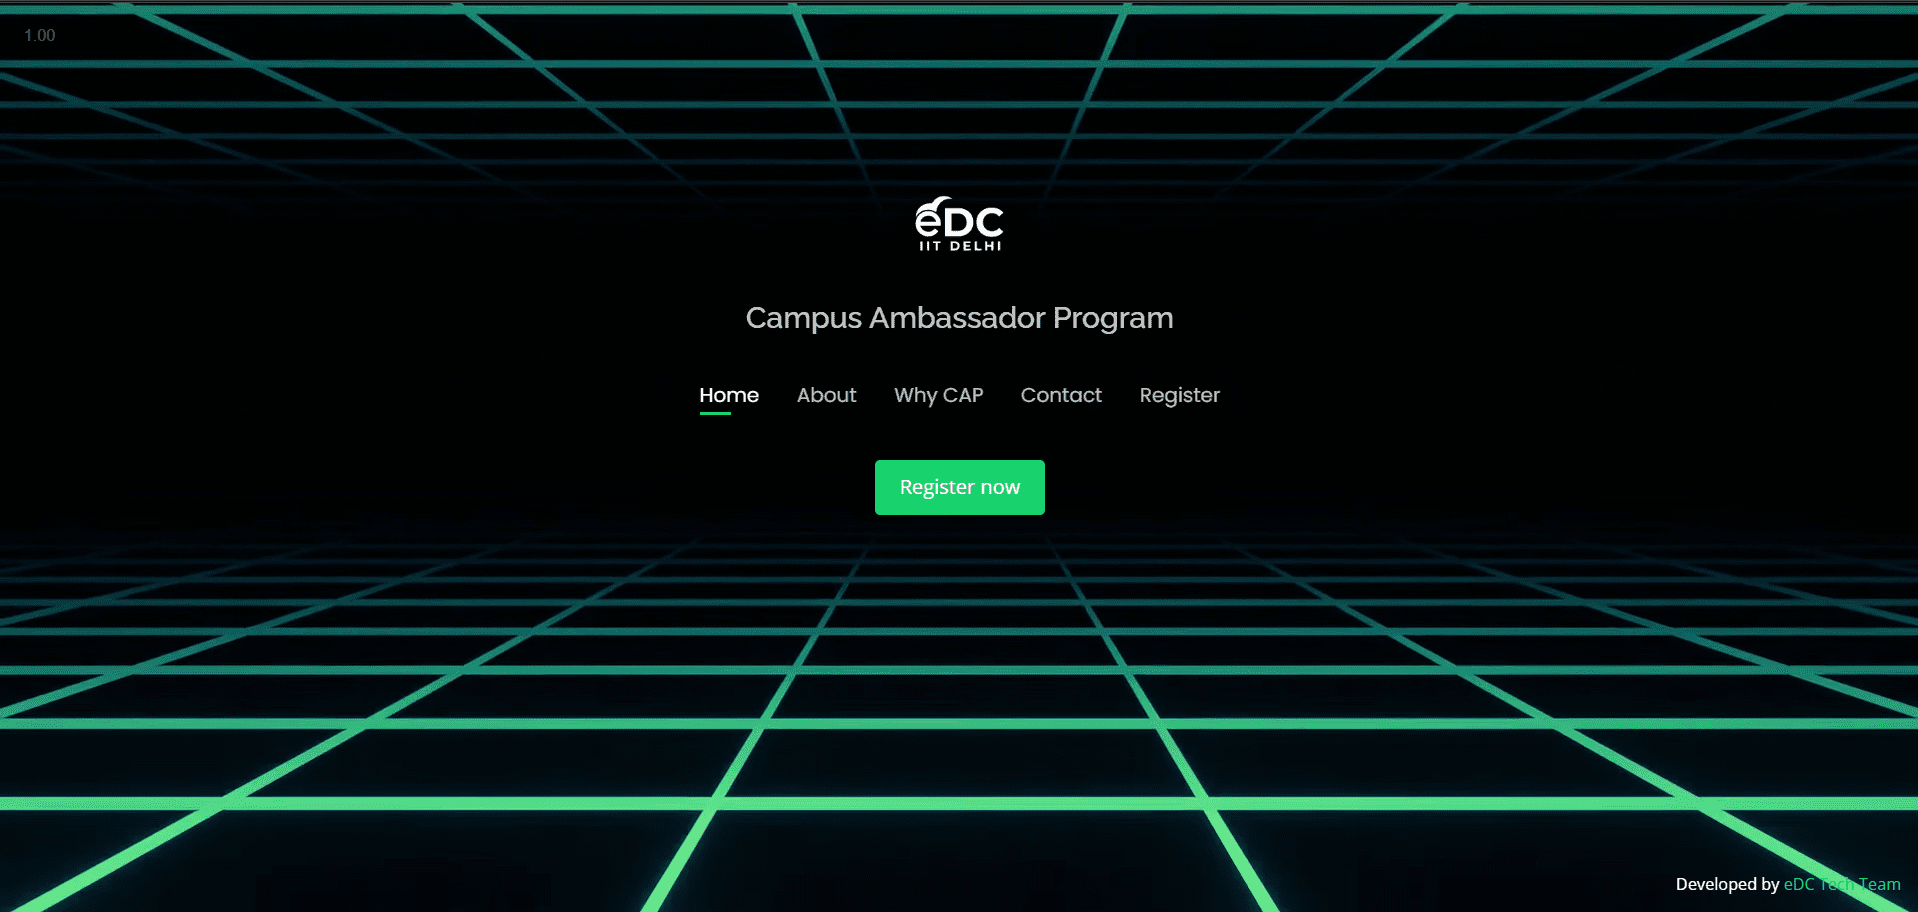 1.00
eDC
IIT DELHI
Campus Ambassador Program
Home About Why CAP Contact Register
Register now
Developed by eDC Tech Team